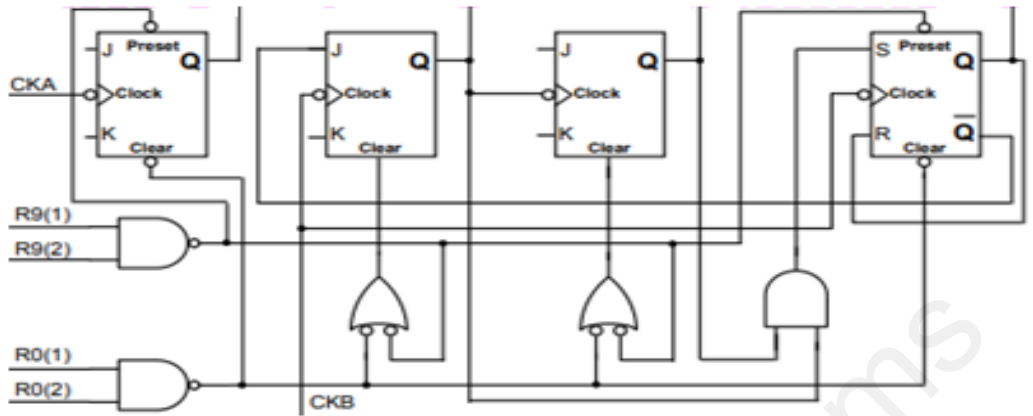 J Preset Q
CKA
Clock
K
Clear
J Q
Clock
K
Clear
J Q
Clock
K
Clear
S Preset Q
Clock
R Q
Clear
R9(1)
R9(2)
R0(1)
R0(2)
CKB
ms